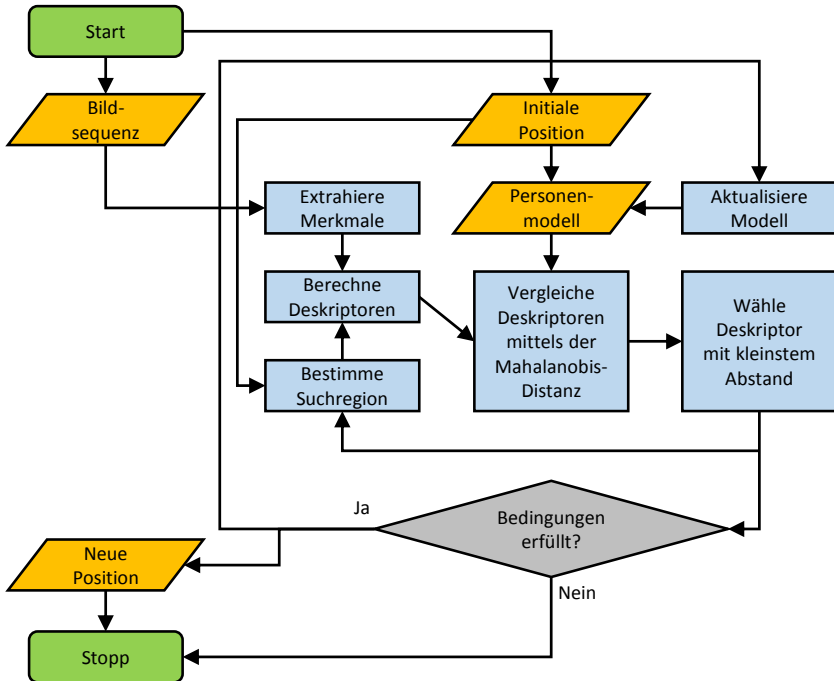 Start
Bild-
sequenz
Initiale
Position
Extrahiere
Merkmale
Personen-
modell
Aktualisiere
Modell
Berechne
Deskriptoren
Vergleiche
Deskriptoren
mittels der
Mahalanobis-
Distanz
Wähle
Deskriptor
mit kleinstem
Abstand
Bestimme
Suchregion
Ja
Bedingungen
erfüllt?
Neue
Position
Nein
Stopp